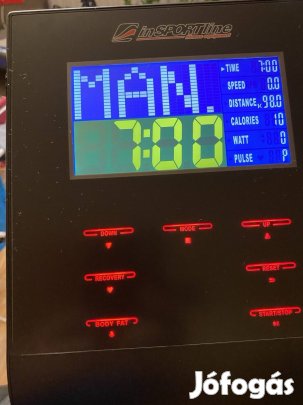 inSPORTline
MAN.
7:00
TIME 7:00
SPEED 0.0
DISTANCE 98.0
CALORIES 10
WATT 0
PULSE P
DOWN
MODE
UP
RECOVERY
RESET
BODY FAT
START/STOP
Jófogás